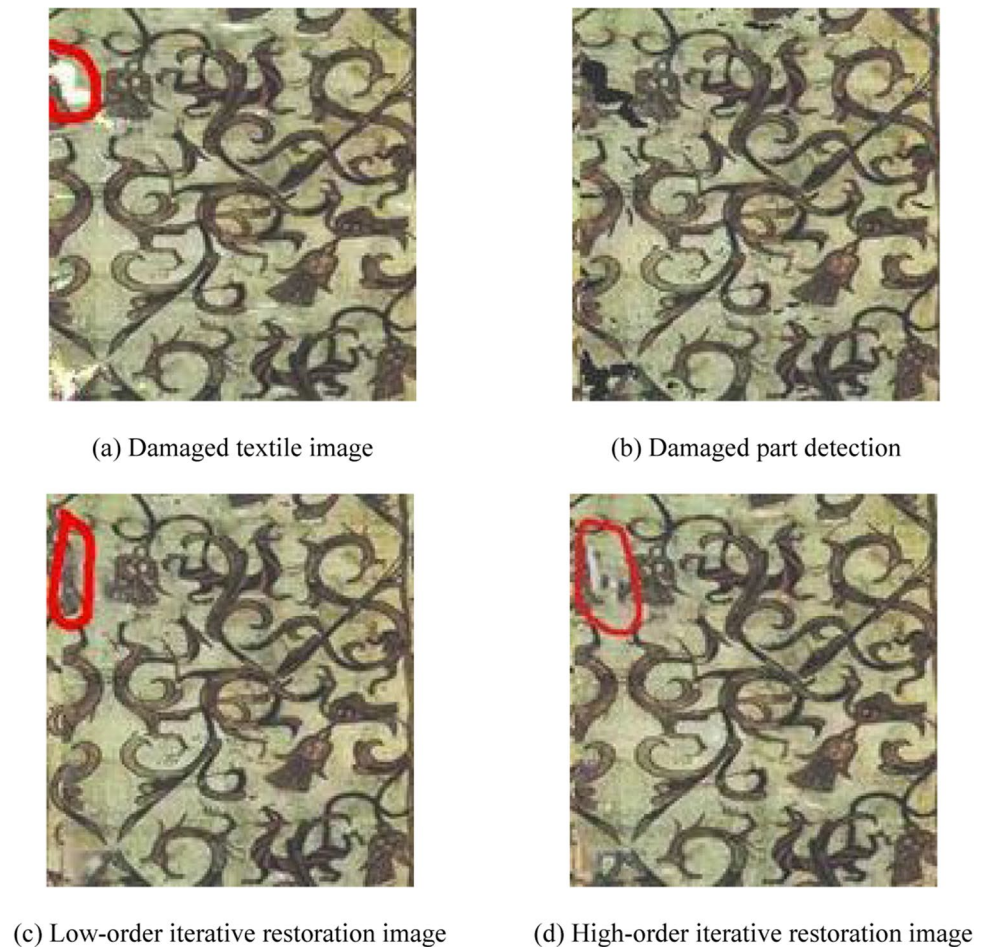 (a) Damaged textile image
(b) Damaged part detection
(c) Low-order iterative restoration image
(d) High-order iterative restoration image